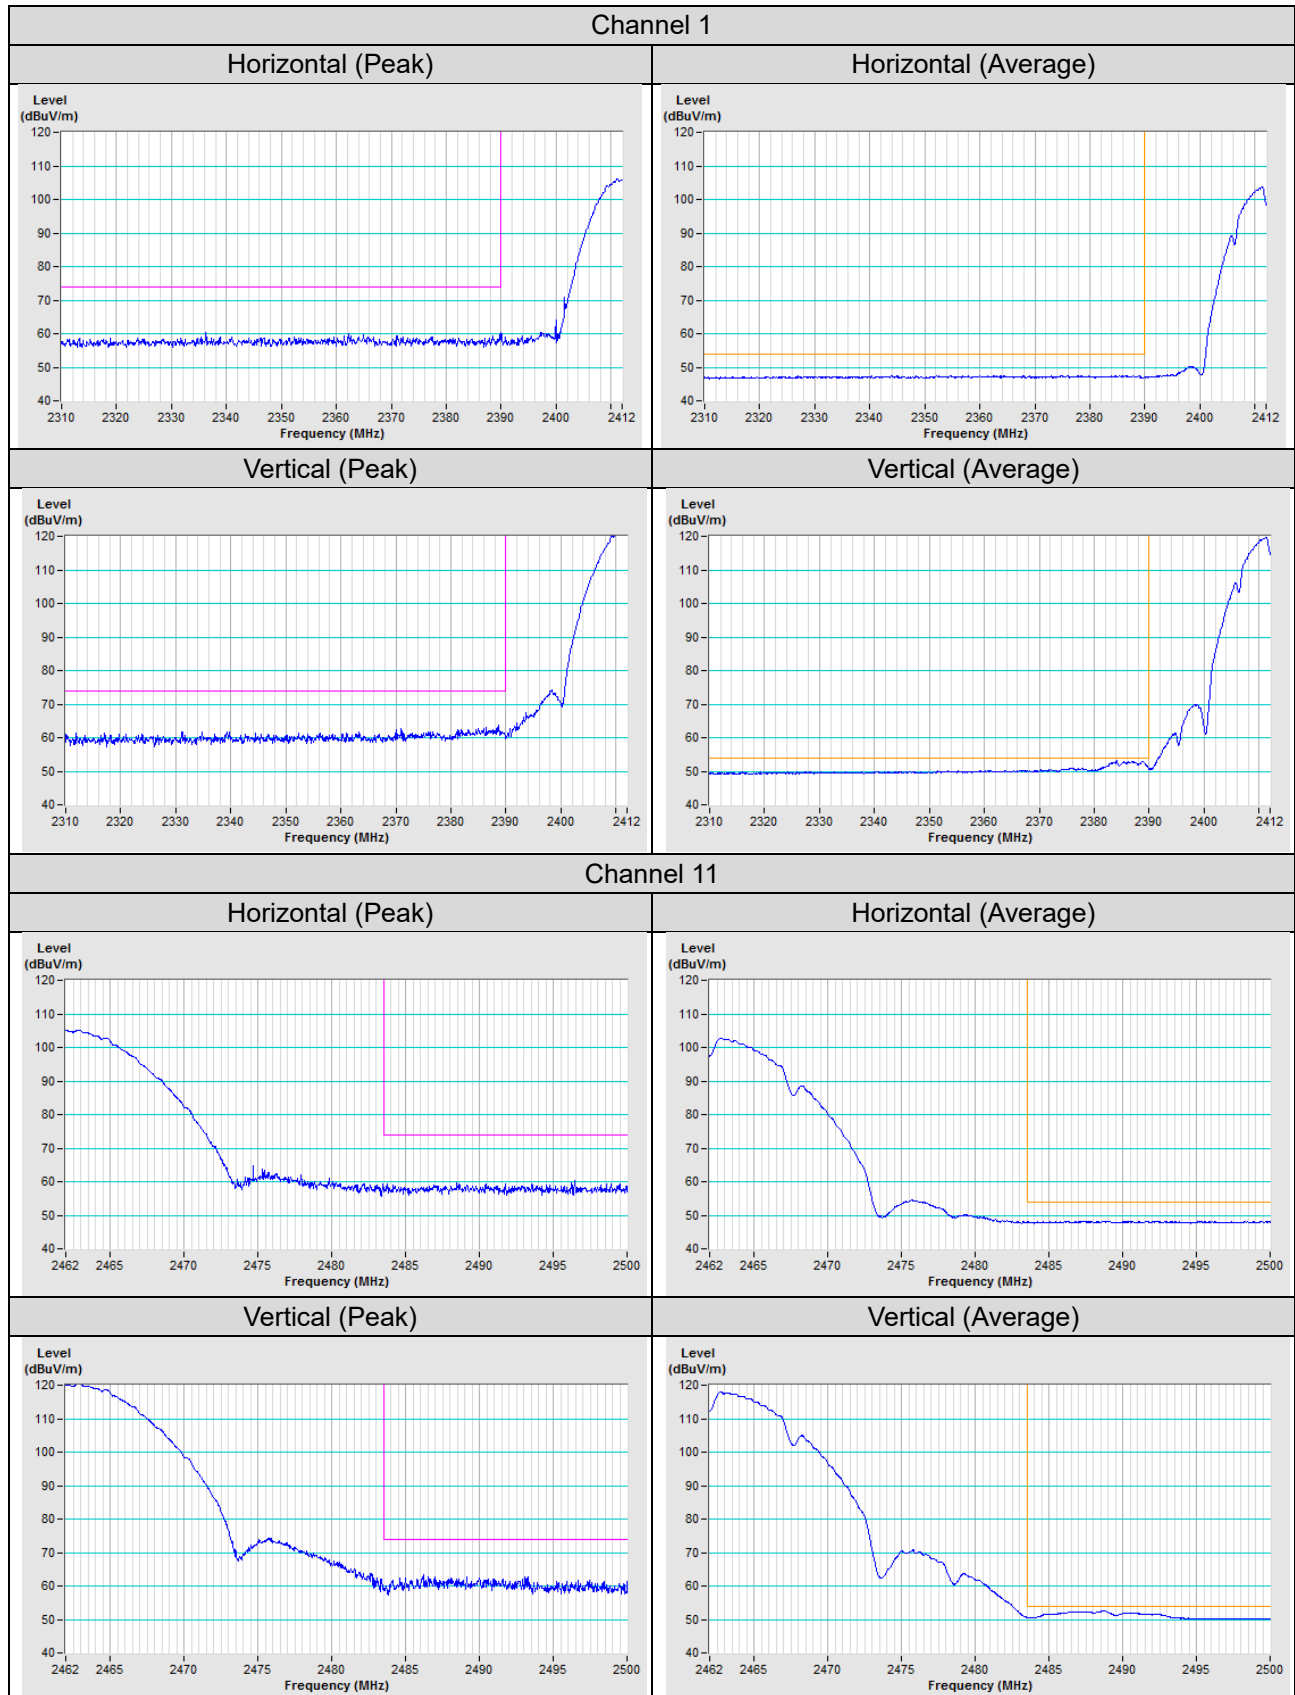 Channel 1
Horizontal (Peak)
Horizontal (Average)
Level
(dBuV/m)
120
110
100
90
80
70
60
50
40
2310 2320 2330 2340 2350 2360 2370 2380 2390 2400 2412
Frequency (MHz)
Level
(dBuV/m)
120
110
100
90
80
70
60
50
40
2310 2320 2330 2340 2350 2360 2370 2380 2390 2400 2412
Frequency (MHz)
Vertical (Peak)
Vertical (Average)
Level
(dBuV/m)
120
110
100
90
80
70
60
50
40
2310 2320 2330 2340 2350 2360 2370 2380 2390 2400 2412
Frequency (MHz)
Level
(dBuV/m)
120
110
100
90
80
70
60
50
40
2310 2320 2330 2340 2350 2360 2370 2380 2390 2400 2412
Frequency (MHz)
Channel 11
Horizontal (Peak)
Horizontal (Average)
Level
(dBuV/m)
120
110
100
90
80
70
60
50
40
2462 2465 2470 2475 2480 2485 2490 2495 2500
Frequency (MHz)
Level
(dBuV/m)
120
110
100
90
80
70
60
50
40
2462 2465 2470 2475 2480 2485 2490 2495 2500
Frequency (MHz)
Vertical (Peak)
Vertical (Average)
Level
(dBuV/m)
120
110
100
90
80
70
60
50
40
2462 2465 2470 2475 2480 2485 2490 2495 2500
Frequency (MHz)
Level
(dBuV/m)
120
110
100
90
80
70
60
50
40
2462 2465 2470 2475 2480 2485 2490 2495 2500
Frequency (MHz)